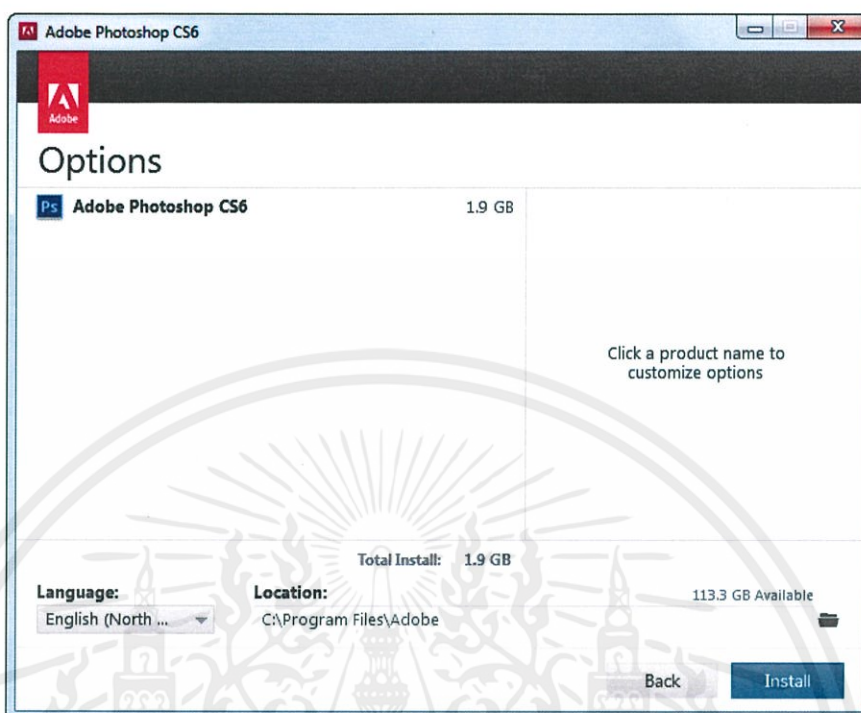 Adobe Photoshop CS6
Adobe
Options
Ps Adobe Photoshop CS6 1.9 GB
Click a product name to
customize options
Total Install: 1.9 GB
Language: Location: 113.3 GB Available
English (North ... C:\Program Files\Adobe
Back Install